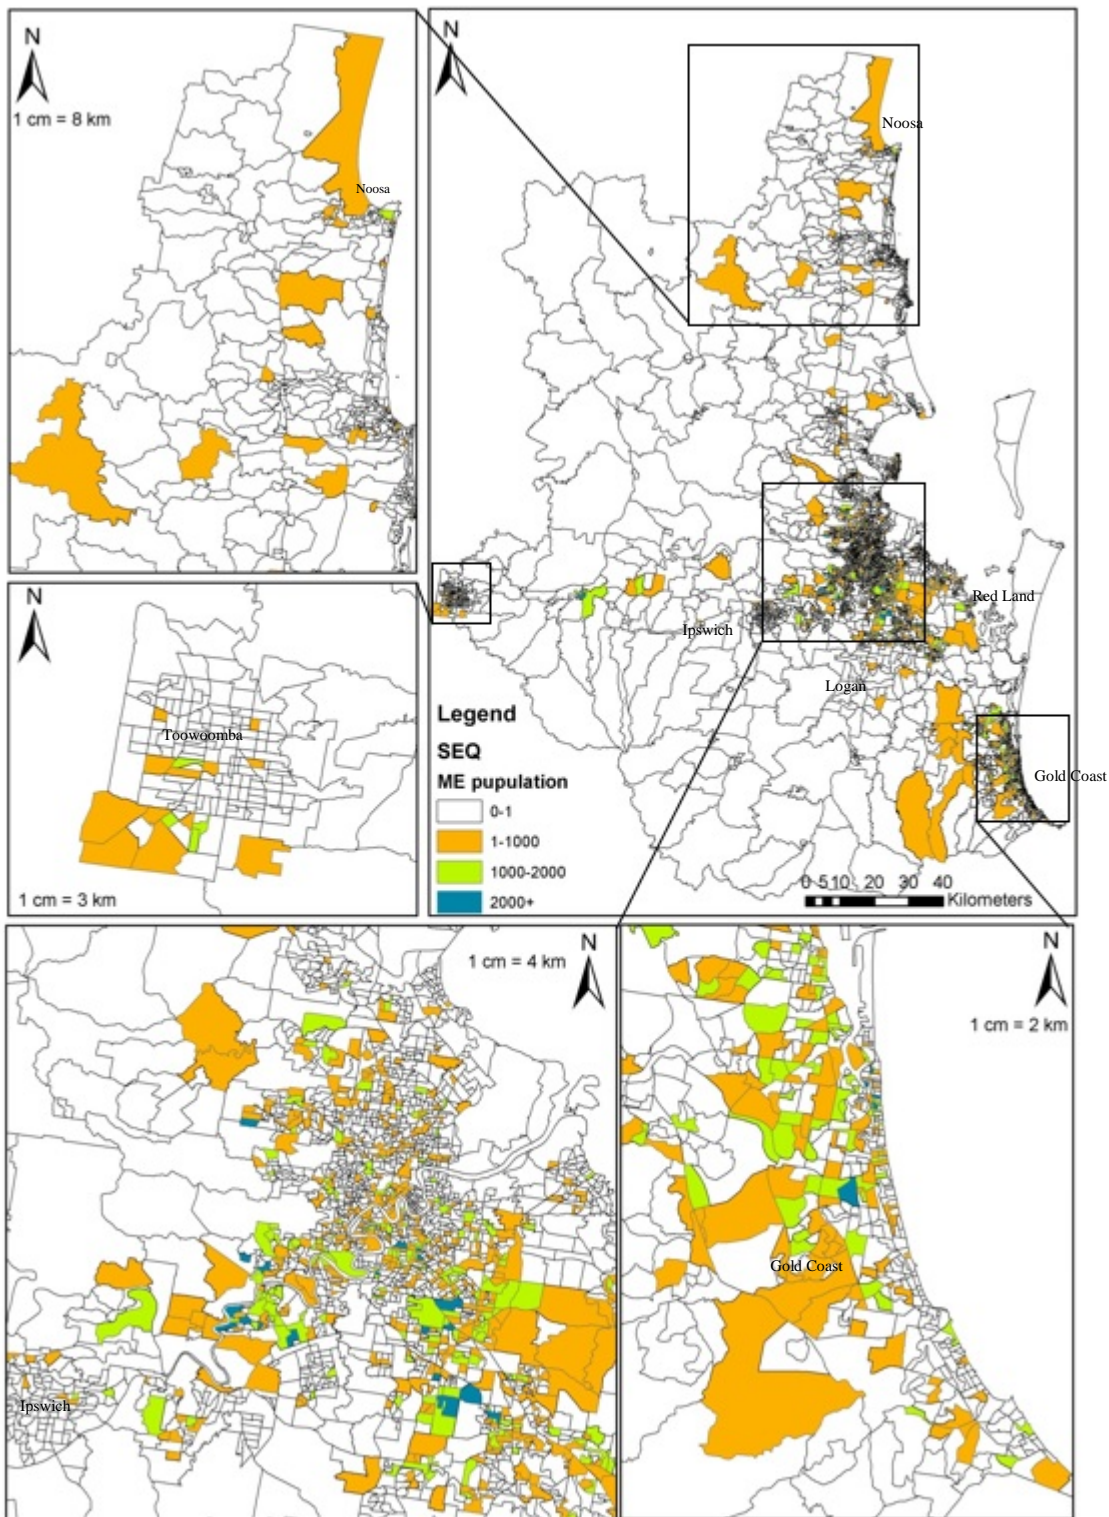 N
1 cm = 8 km
Noosa
N
Noosa
Red Land
Ipswich
Logan
Gold Coast
Legend
SEQ
ME pupulation
0-1
1-1000
1000-2000
2000+
0 5 10 20 30 40
Kilometers
N
Toowoomba
1 cm = 3 km
N
1 cm = 4 km
Ipswich
N
1 cm = 2 km
Gold Coast